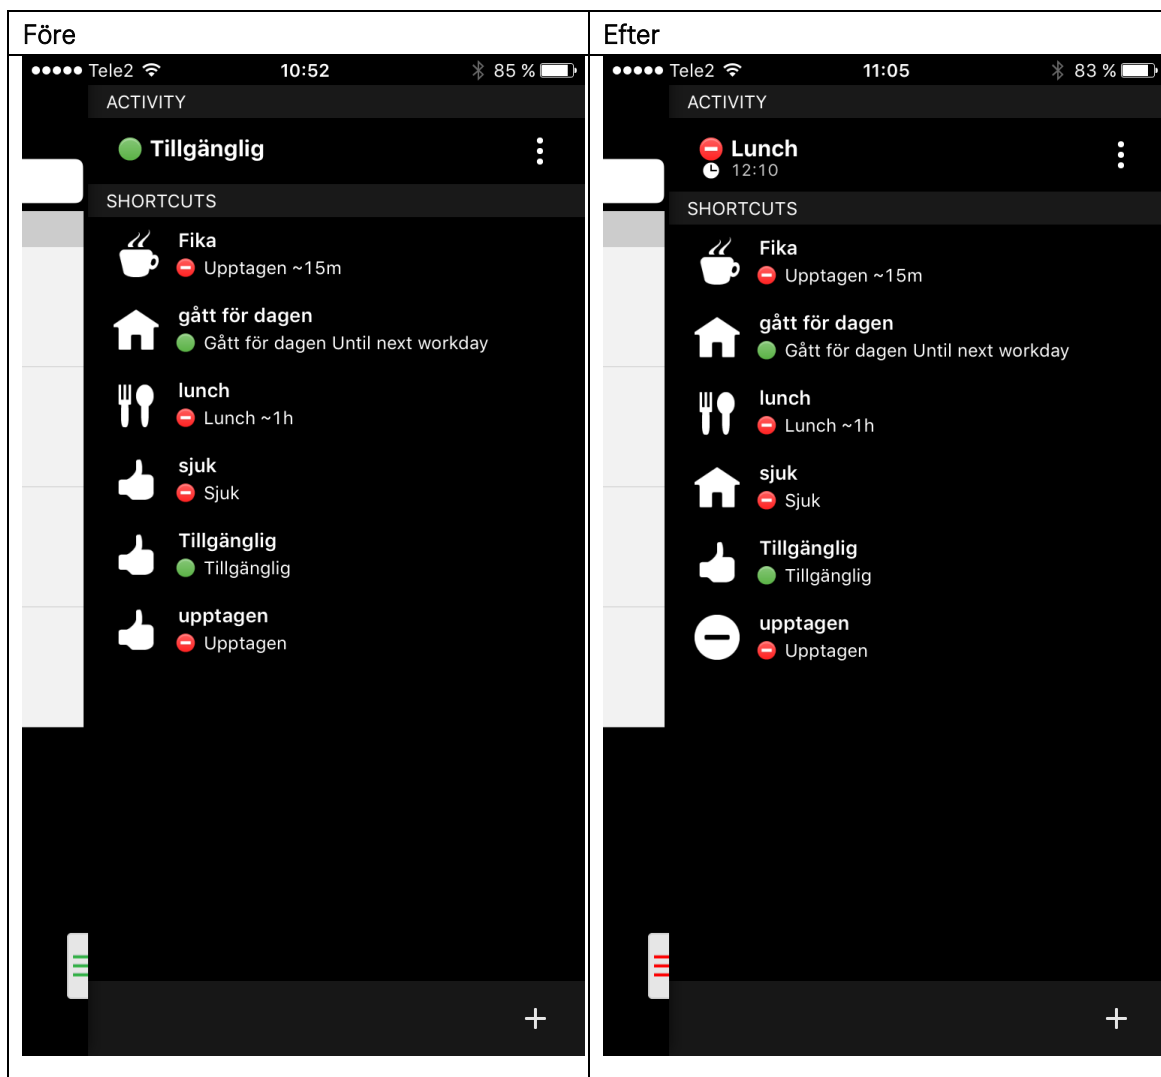 Före
Tele2 10:52 85 %
ACTIVITY
Tillgänglig
SHORTCUTS
Fika
Upptagen ~15m
gått för dagen
Gått för dagen Until next workday
lunch
Lunch ~1h
sjuk
Sjuk
Tillgänglig
Tillgänglig
upptagen
Upptagen
Efter
Tele2 11:05 83 %
ACTIVITY
Lunch
12:10
SHORTCUTS
Fika
Upptagen ~15m
gått för dagen
Gått för dagen Until next workday
lunch
Lunch ~1h
sjuk
Sjuk
Tillgänglig
Tillgänglig
upptagen
Upptagen